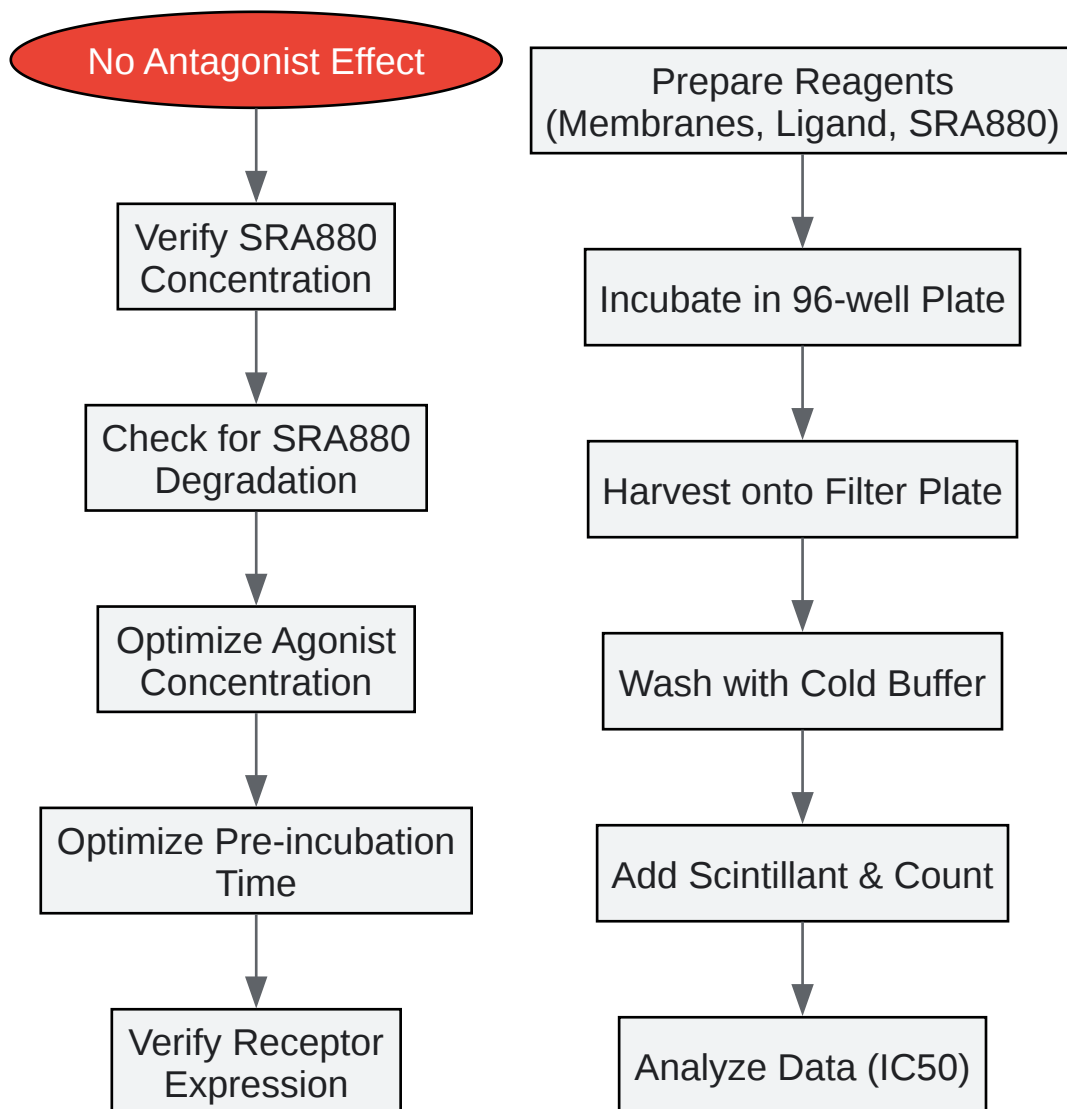 No Antagonist Effect
Verify SRA880
Concentration
Check for SRA880
Degradation
Optimize Agonist
Concentration
Optimize Pre-incubation
Time
Verify Receptor
Expression
Prepare Reagents
(Membranes, Ligand, SRA880)
Incubate in 96-well Plate
Harvest onto Filter Plate
Wash with Cold Buffer
Add Scintillant & Count
Analyze Data (IC50)